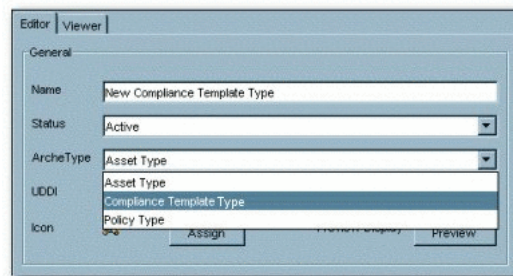 Editor Viewer
General
Name New Compliance Template Type
Status Active
ArcheType Asset Type
Asset Type
UDDI Compliance Template Type
Policy Type
Icon Assign Display Preview